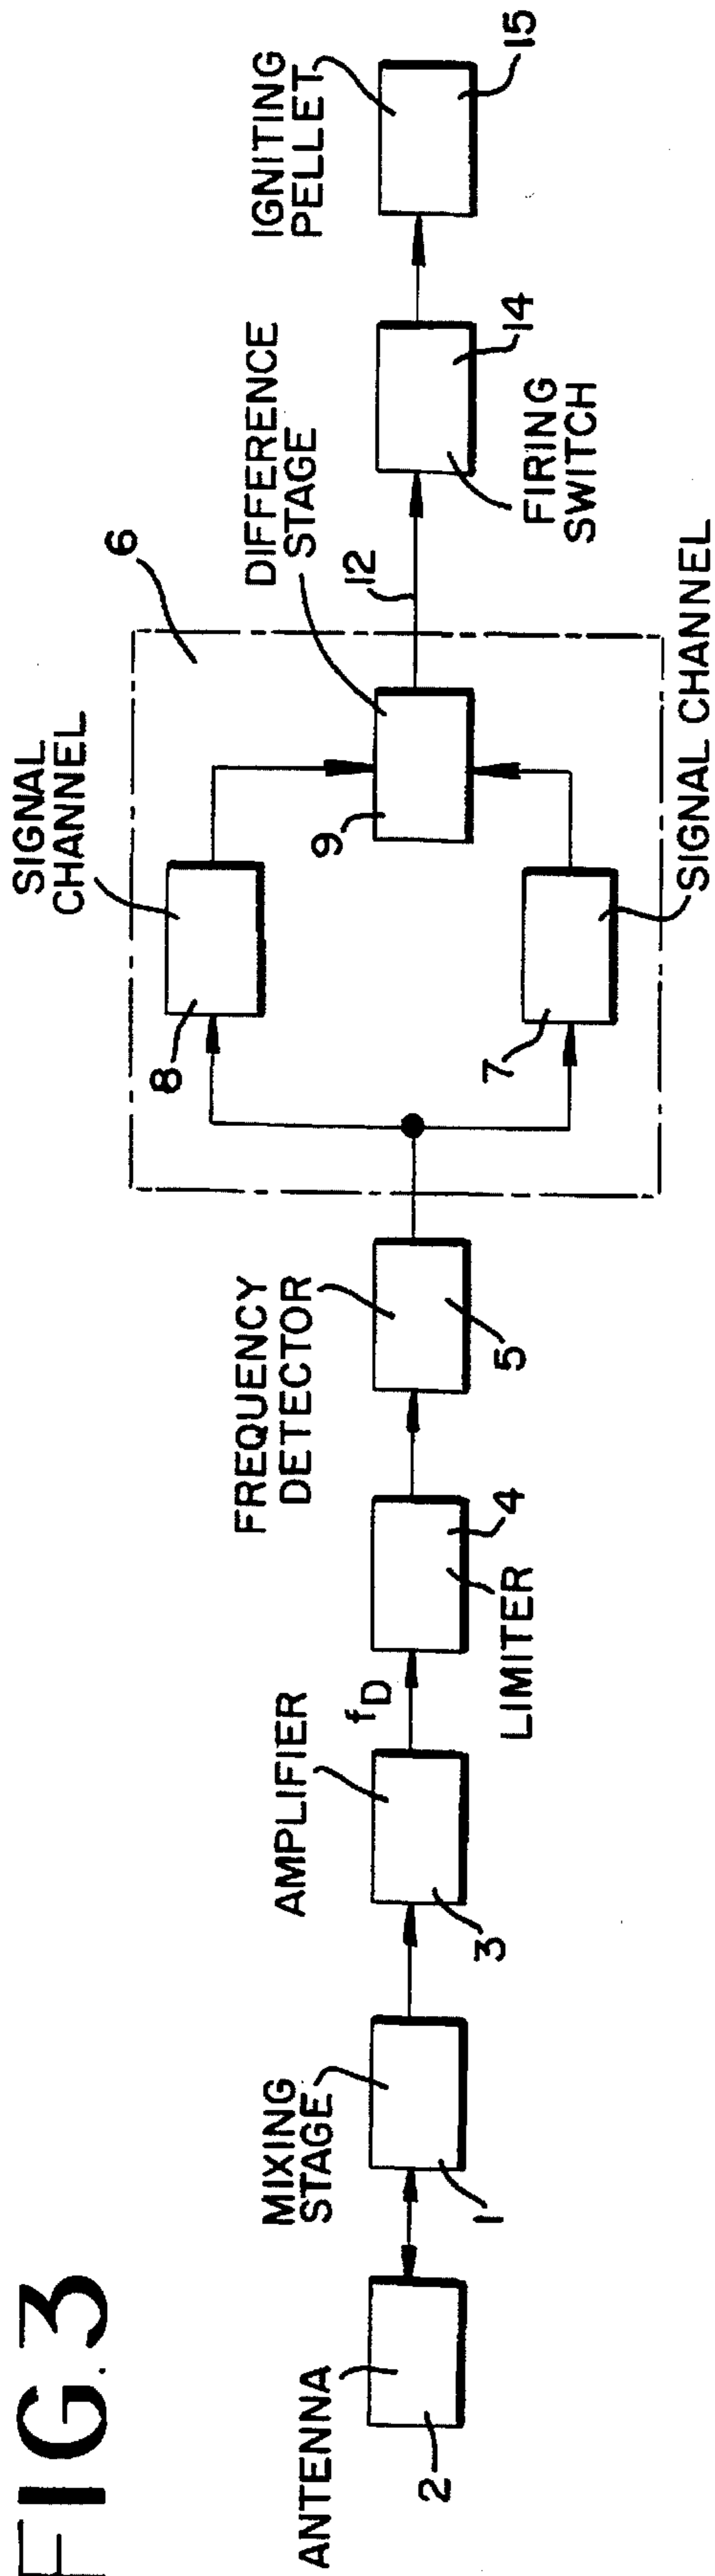 FIG.3
ANTENNA
2
MIXING
STAGE
1
AMPLIFIER
3
fD
LIMITER
4
FREQUENCY
DETECTOR
5
6
SIGNAL
CHANNEL
8
7
SIGNAL CHANNEL
9
DIFFERENCE
STAGE
12
FIRING
SWITCH
14
IGNITING
PELLET
15